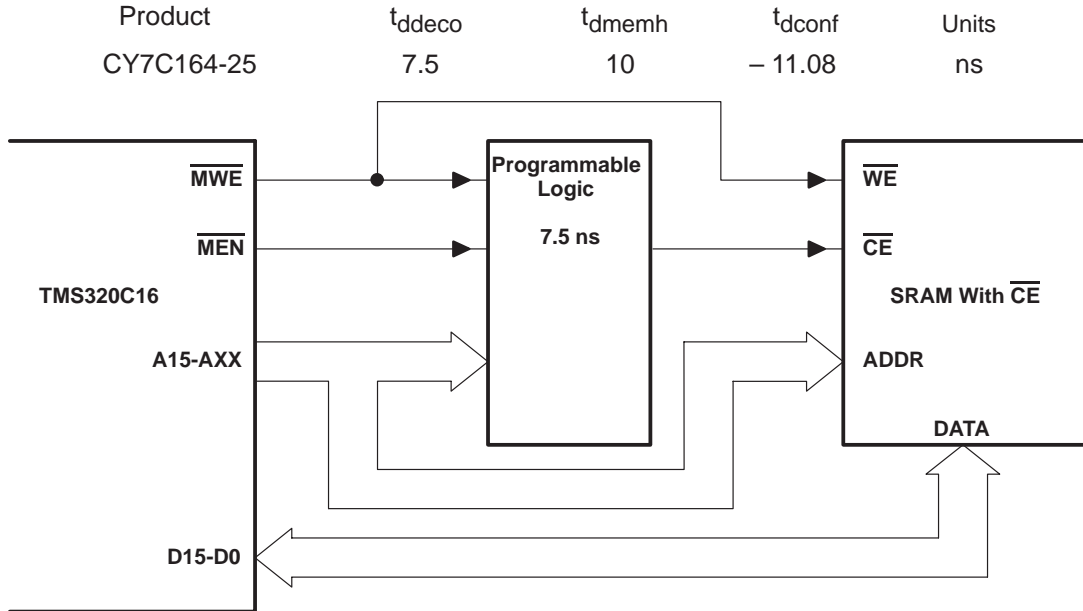 Product t_ddeco t_dmemh t_dconf Units
CY7C164-25 7.5 10 – 11.08 ns
MWE
MEN
TMS320C16
A15-AXX
D15-D0
Programmable
Logic
7.5 ns
WE
CE
SRAM With CE
ADDR
DATA